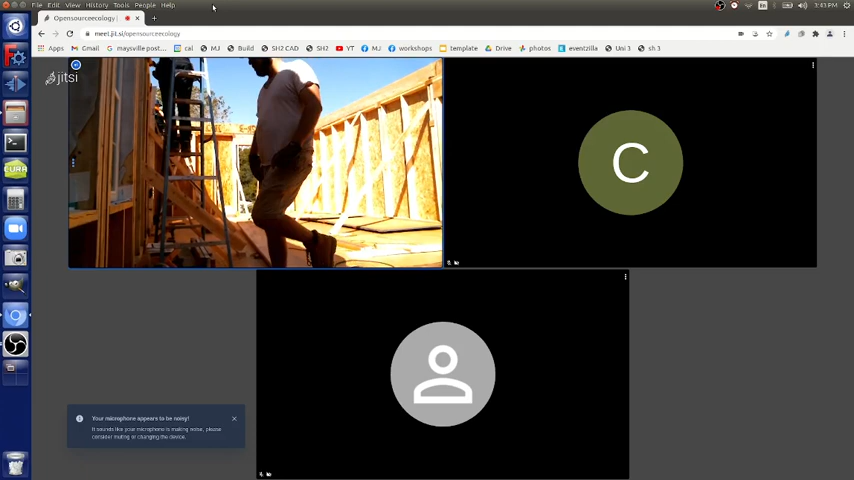 File Edit View History Tools People Help
En
3:43 PM
Opensourceecology |
meet.jit.si/opensourceecology
Apps Gmail maysville pos... cal MJ Build SH2 CAD SH2 YT MJ workshops template Drive photos eventzilla Uni 3 sh 3
jitsi
C
CURA
Your microphone appears to be noisy!
It sounds like your microphone is making noise, please
consider muting or changing the device.